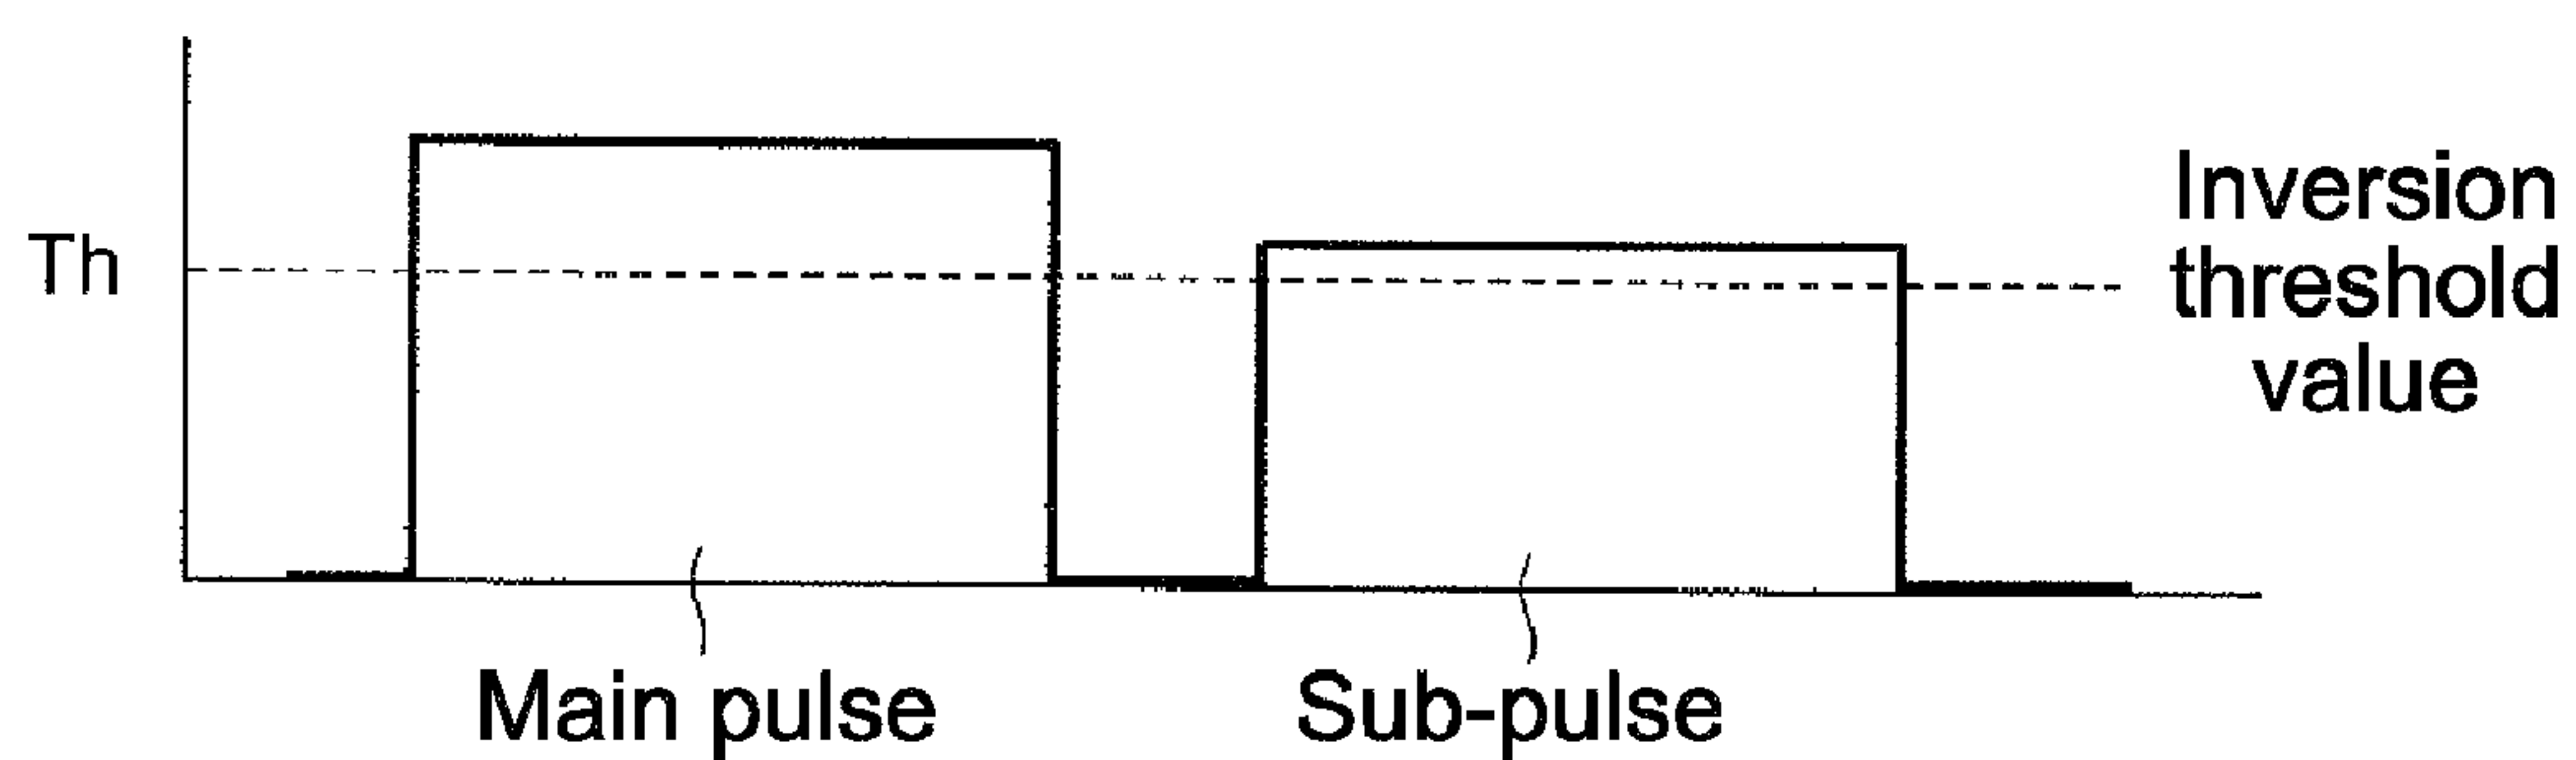 Th
Inversion
threshold
value
Main pulse
Sub-pulse